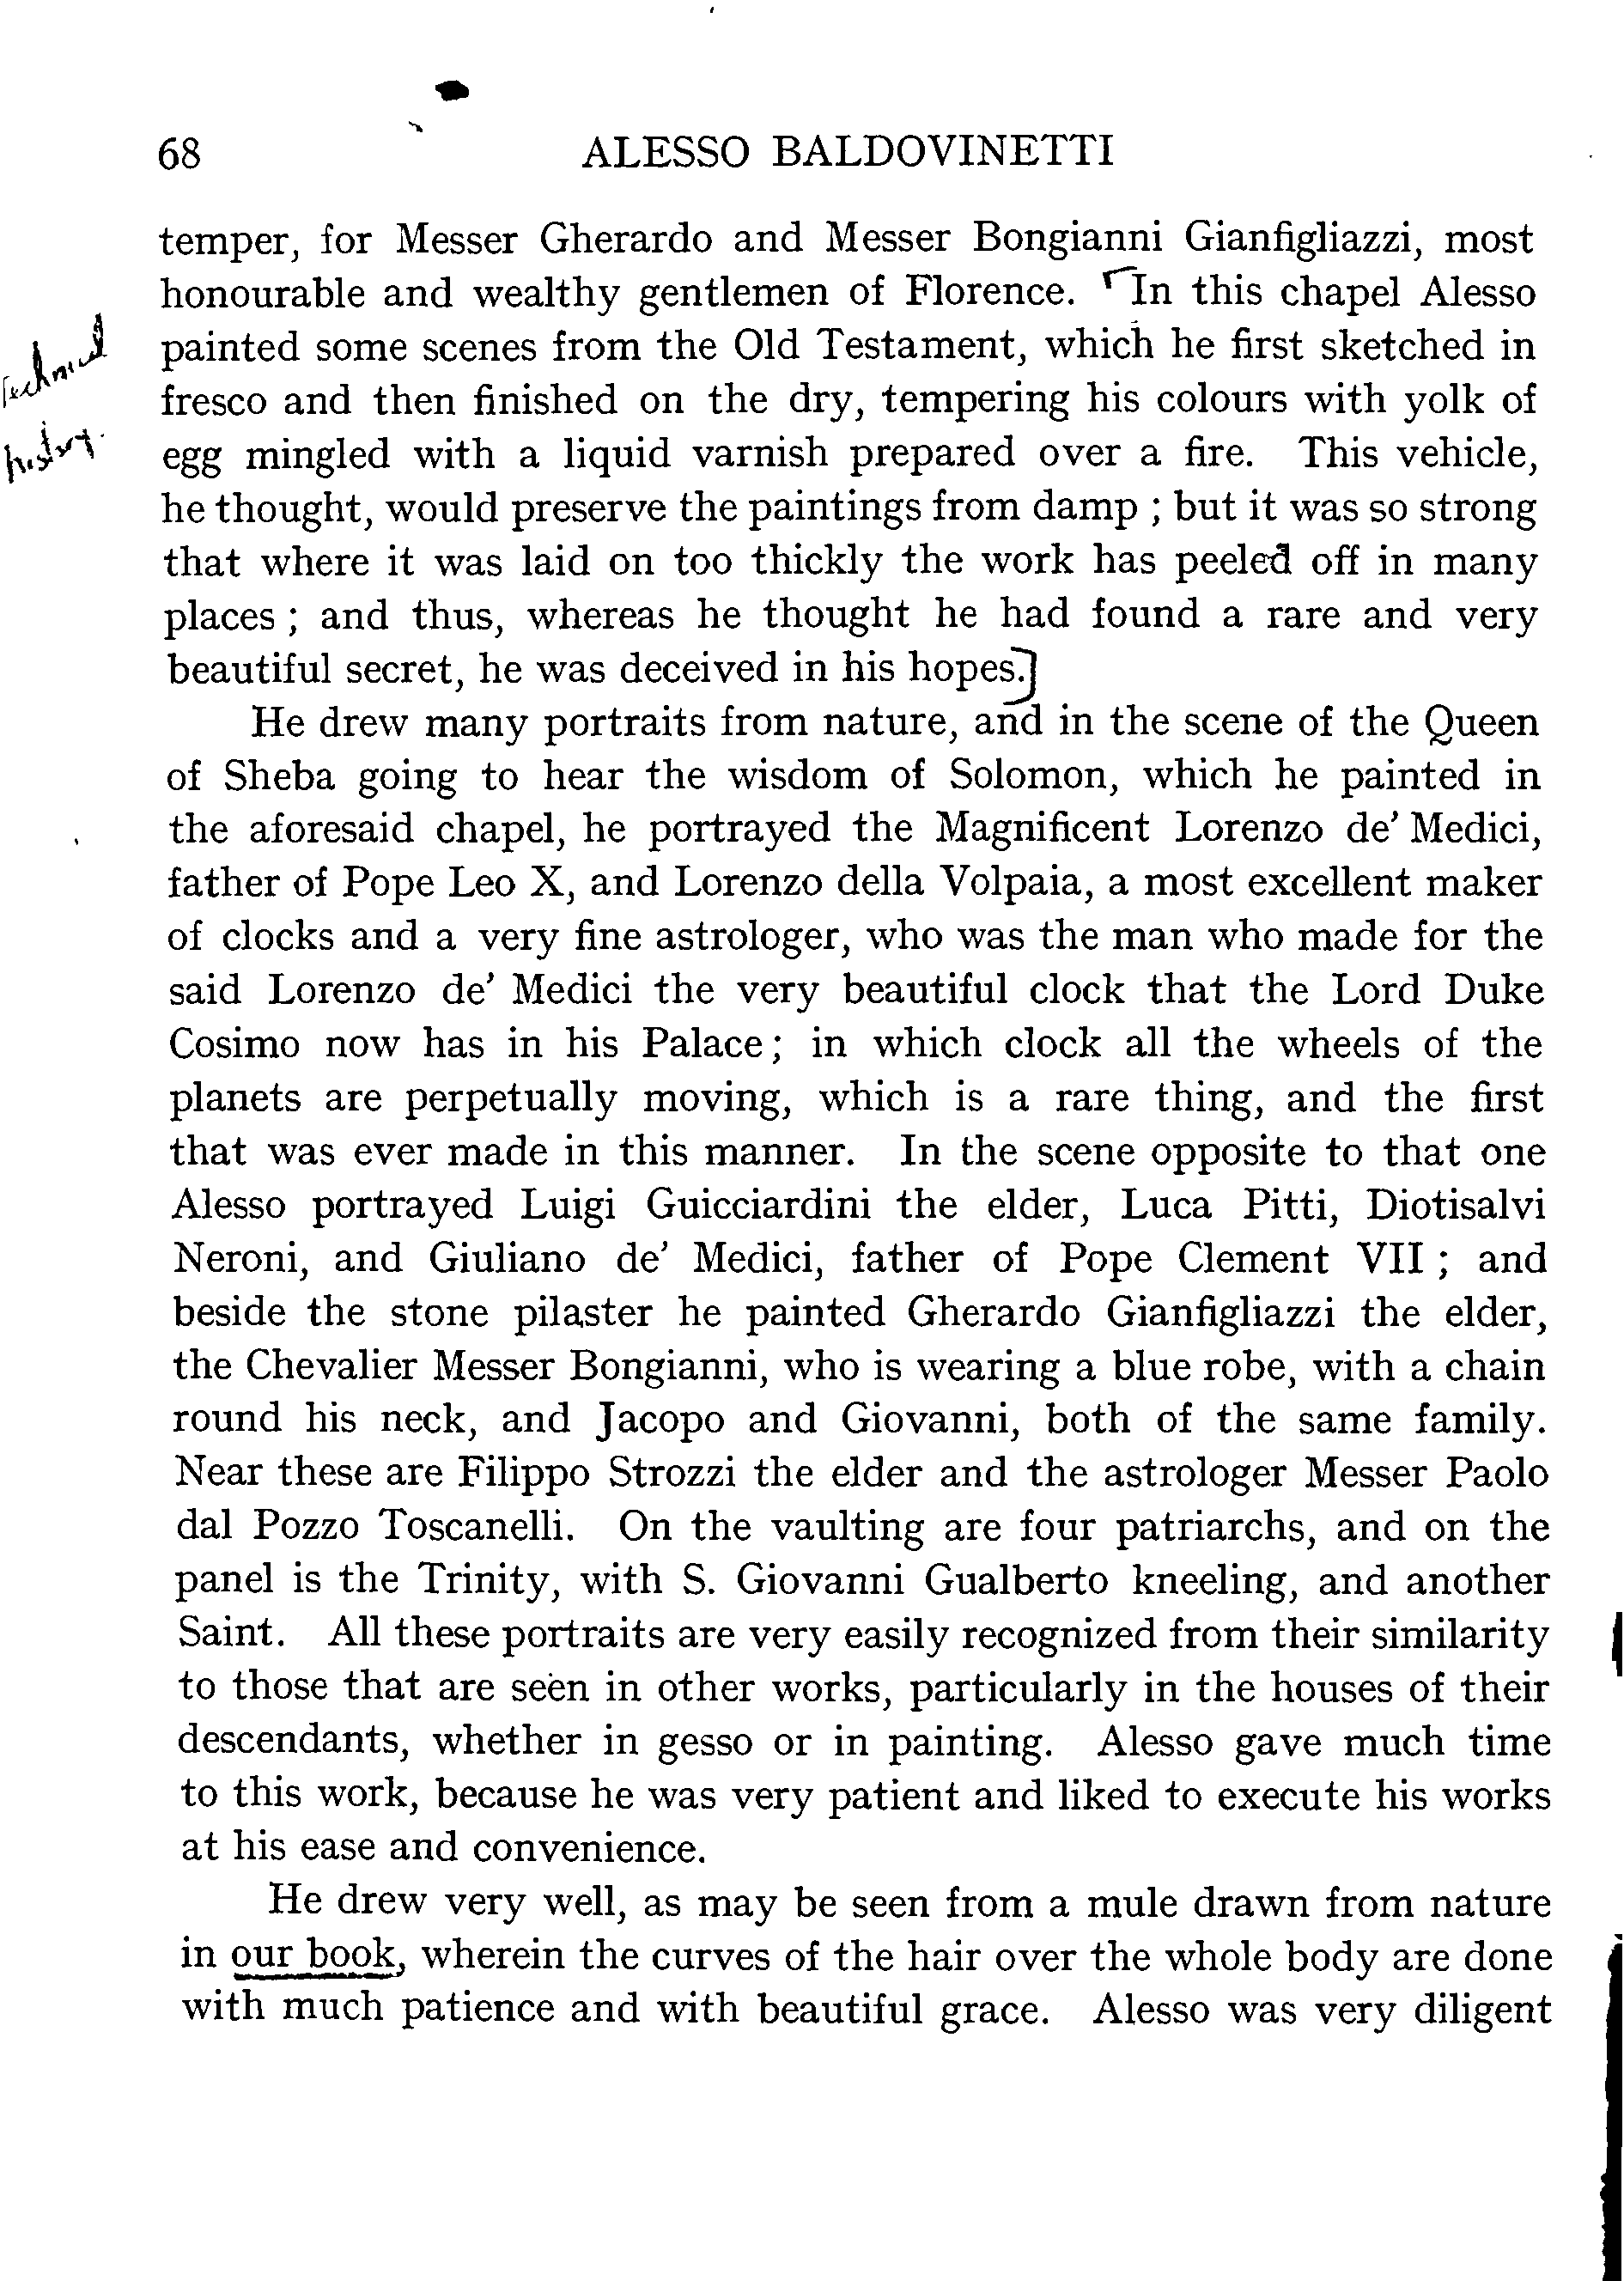 68 ALESSO BALDOVINETTI
temper, for Messer Gherardo and Messer Bongianni Gianfigliazzi, most
honourable and wealthy gentlemen of Florence. [In this chapel Alesso
painted some scenes from the Old Testament, which he first sketched in
fresco and then finished on the dry, tempering his colours with yolk of
egg mingled with a liquid varnish prepared over a fire. This vehicle,
he thought, would preserve the paintings from damp ; but it was so strong
that where it was laid on too thickly the work has peeled off in many
places ; and thus, whereas he thought he had found a rare and very
beautiful secret, he was deceived in his hopes.]
Technical
history.
He drew many portraits from nature, and in the scene of the Queen
of Sheba going to hear the wisdom of Solomon, which he painted in
the aforesaid chapel, he portrayed the Magnificent Lorenzo de' Medici,
father of Pope Leo X, and Lorenzo della Volpaia, a most excellent maker
of clocks and a very fine astrologer, who was the man who made for the
said Lorenzo de' Medici the very beautiful clock that the Lord Duke
Cosimo now has in his Palace ; in which clock all the wheels of the
planets are perpetually moving, which is a rare thing, and the first
that was ever made in this manner. In the scene opposite to that one
Alesso portrayed Luigi Guicciardini the elder, Luca Pitti, Diotisalvi
Neroni, and Giuliano de' Medici, father of Pope Clement VII ; and
beside the stone pilaster he painted Gherardo Gianfigliazzi the elder,
the Chevalier Messer Bongianni, who is wearing a blue robe, with a chain
round his neck, and Jacopo and Giovanni, both of the same family.
Near these are Filippo Strozzi the elder and the astrologer Messer Paolo
dal Pozzo Toscanelli. On the vaulting are four patriarchs, and on the
panel is the Trinity, with S. Giovanni Gualberto kneeling, and another
Saint. All these portraits are very easily recognized from their similarity
to those that are seen in other works, particularly in the houses of their
descendants, whether in gesso or in painting. Alesso gave much time
to this work, because he was very patient and liked to execute his works
at his ease and convenience.
He drew very well, as may be seen from a mule drawn from nature
in our book, wherein the curves of the hair over the whole body are done
with much patience and with beautiful grace. Alesso was very diligent